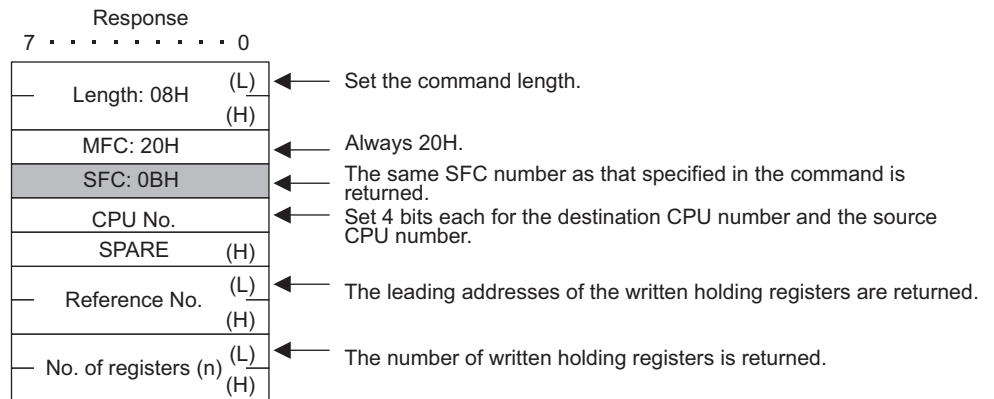 Response
7 · · · · · · · · · 0
Length: 08H (L) Set the command length.
(H)
MFC: 20H Always 20H.
SFC: 0BH The same SFC number as that specified in the command is
returned.
CPU No. Set 4 bits each for the destination CPU number and the source
CPU number.
SPARE (H)
Reference No. (L) The leading addresses of the written holding registers are returned.
(H)
No. of registers (n) (L) The number of written holding registers is returned.
(H)